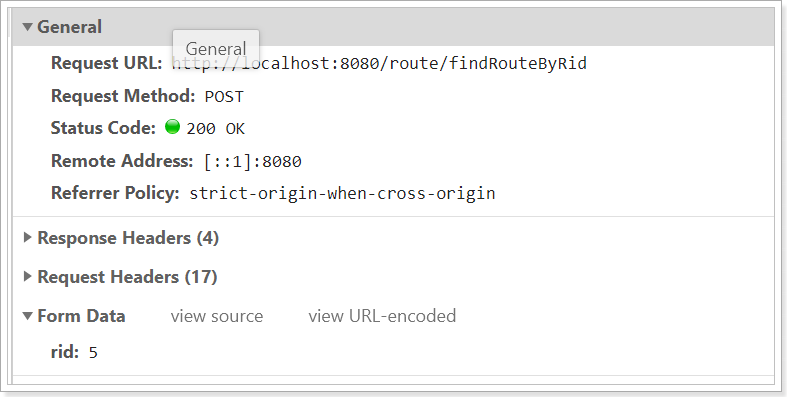 General
General
Request URL: http://localhost:8080/route/findRouteByRid
Request Method: POST
Status Code: 200 OK
Remote Address: [::1]:8080
Referrer Policy: strict-origin-when-cross-origin
Response Headers (4)
Request Headers (17)
Form Data view source view URL-encoded
rid: 5